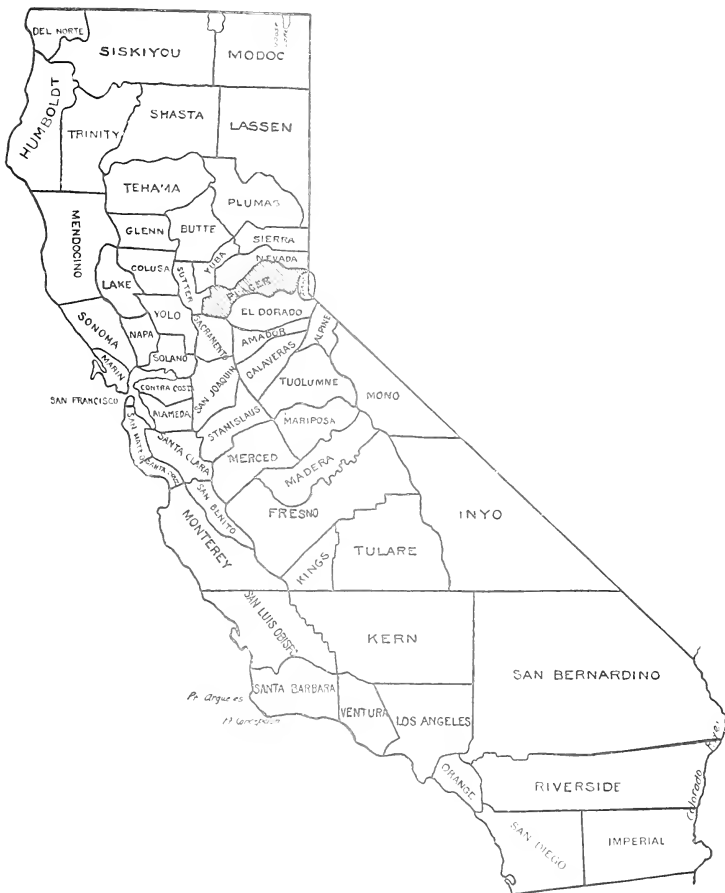 DEL NORTE
SISKIYOU
MODOC
HUMBOLDT
TRINITY
SHASTA
LASSEN
TEHAMA
PLUMAS
MENDOCINO
GLENN
BUTTE
SIERRA
YUBA
NEVADA
COLUSA
SUTTER
LAKE
PLACER
SONOMA
YOLO
EL DORADO
NAPA
SACRAMENTO
AMADOR
ALPINE
MARIN
SOLANO
CALAVERAS
SAN JOAQUIN
TUOLUMNE
MONO
CONTRA COSTA
SAN FRANCISCO
ALAMEDA
STANISLAUS
MARIPOSA
SAN MATEO
SANTA CLARA
MERCED
SANTA CRUZ
MADERA
SAN BENITO
FRESNO
INYO
MONTEREY
KINGS
TULARE
SAN LUIS OBISPO
KERN
SAN BERNARDINO
SANTA BARBARA
VENTURA
LOS ANGELES
ORANGE
RIVERSIDE
Colorado
SAN DIEGO
IMPERIAL